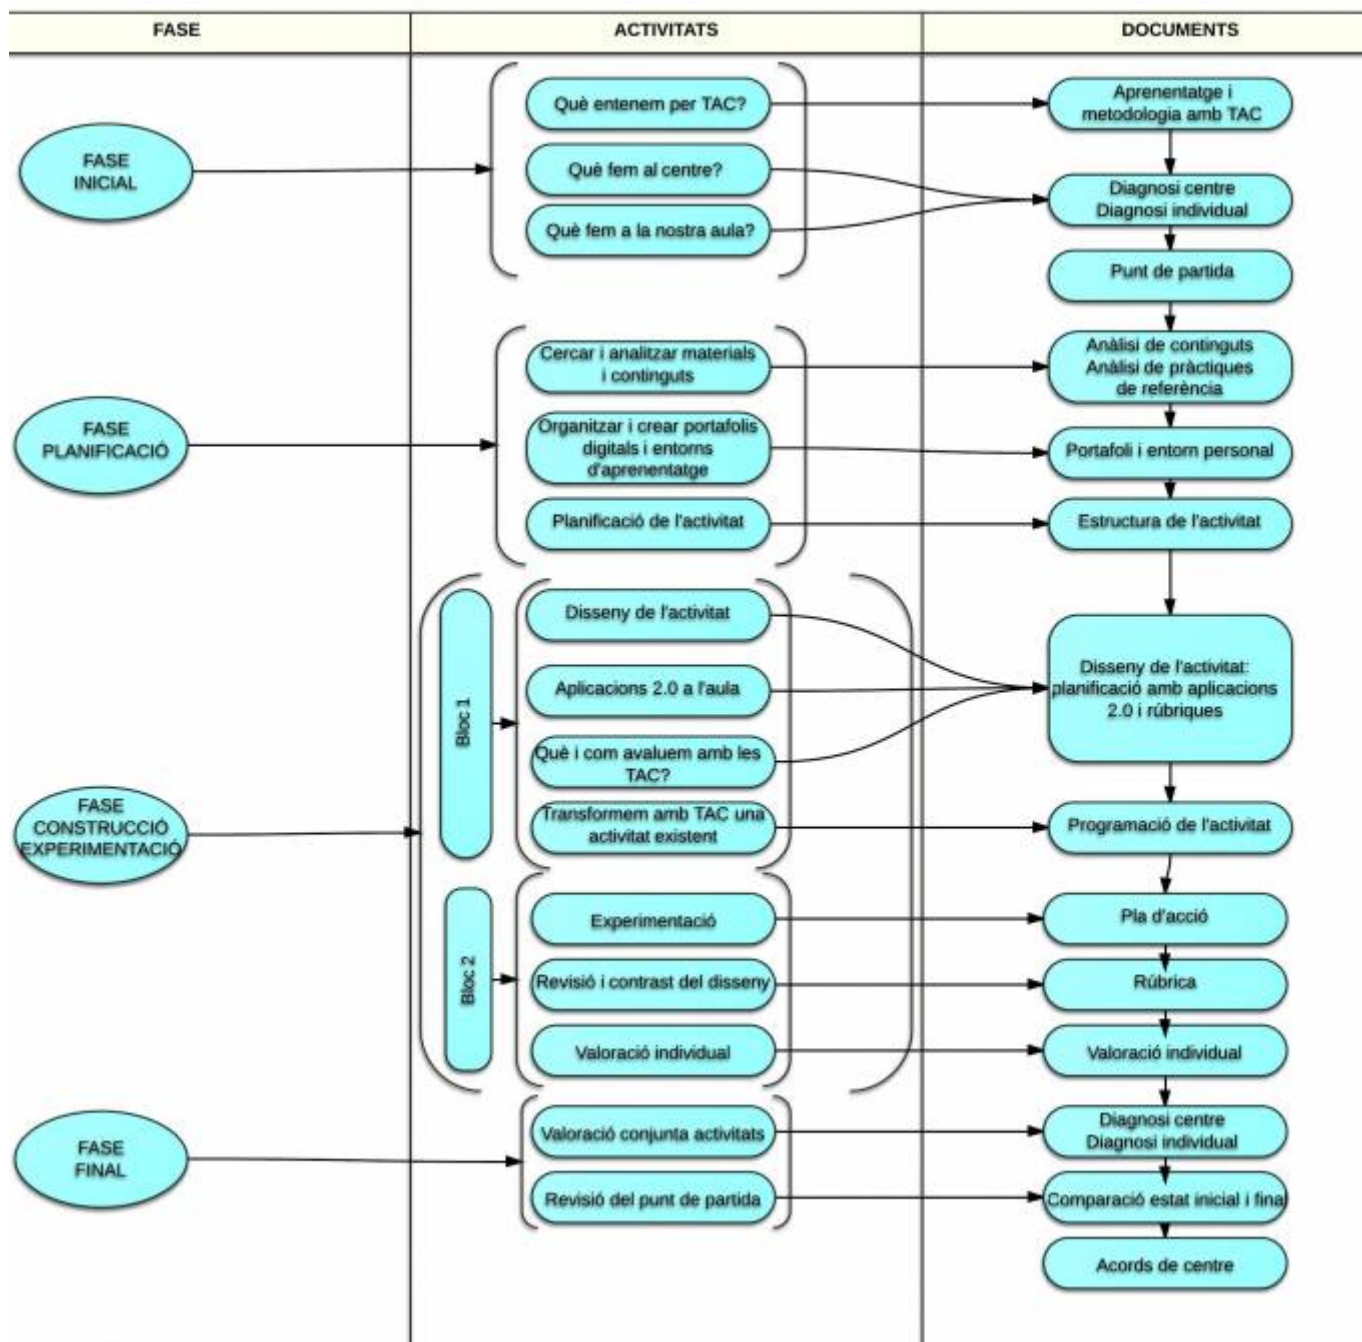 FASE
ACTIVITATS
DOCUMENTS
FASE
INICIAL
Què entenem per TAC?
Què fem al centre?
Què fem a la nostra aula?
Aprenentatge i
metodologia amb TAC
Diagnosi centre
Diagnosi individual
Punt de partida
FASE
PLANIFICACIÓ
Cercar i analitzar materials
i continguts
Organitzar i crear portafolis
digitals i entorns
d'aprenentatge
Planificació de l'activitat
Anàlisi de continguts
Anàlisi de pràctiques
de referència
Portafoli i entorn personal
Estructura de l'activitat
FASE
CONSTRUCCIÓ
EXPERIMENTACIÓ
Bloc 1
Disseny de l'activitat
Aplicacions 2.0 a l'aula
Què i com avaluem amb les
TAC?
Transformem amb TAC una
activitat existent
Disseny de l'activitat:
planificació amb aplicacions
2.0 i rúbriques
Programació de l'activitat
Bloc 2
Experimentació
Revisió i contrast del disseny
Valoració individual
Pla d'acció
Rúbrica
Valoració individual
FASE
FINAL
Valoració conjunta activitats
Revisió del punt de partida
Diagnosi centre
Diagnosi individual
Comparació estat inicial i fina
Acords de centre